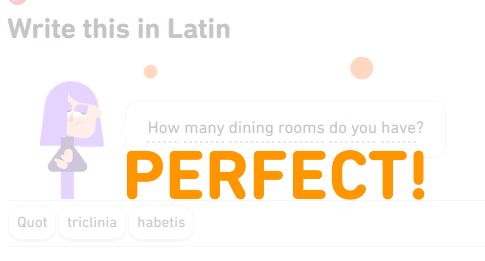 Write this in Latin
How many dining rooms do you have?
PERFECT!
Quot triclinia habetis